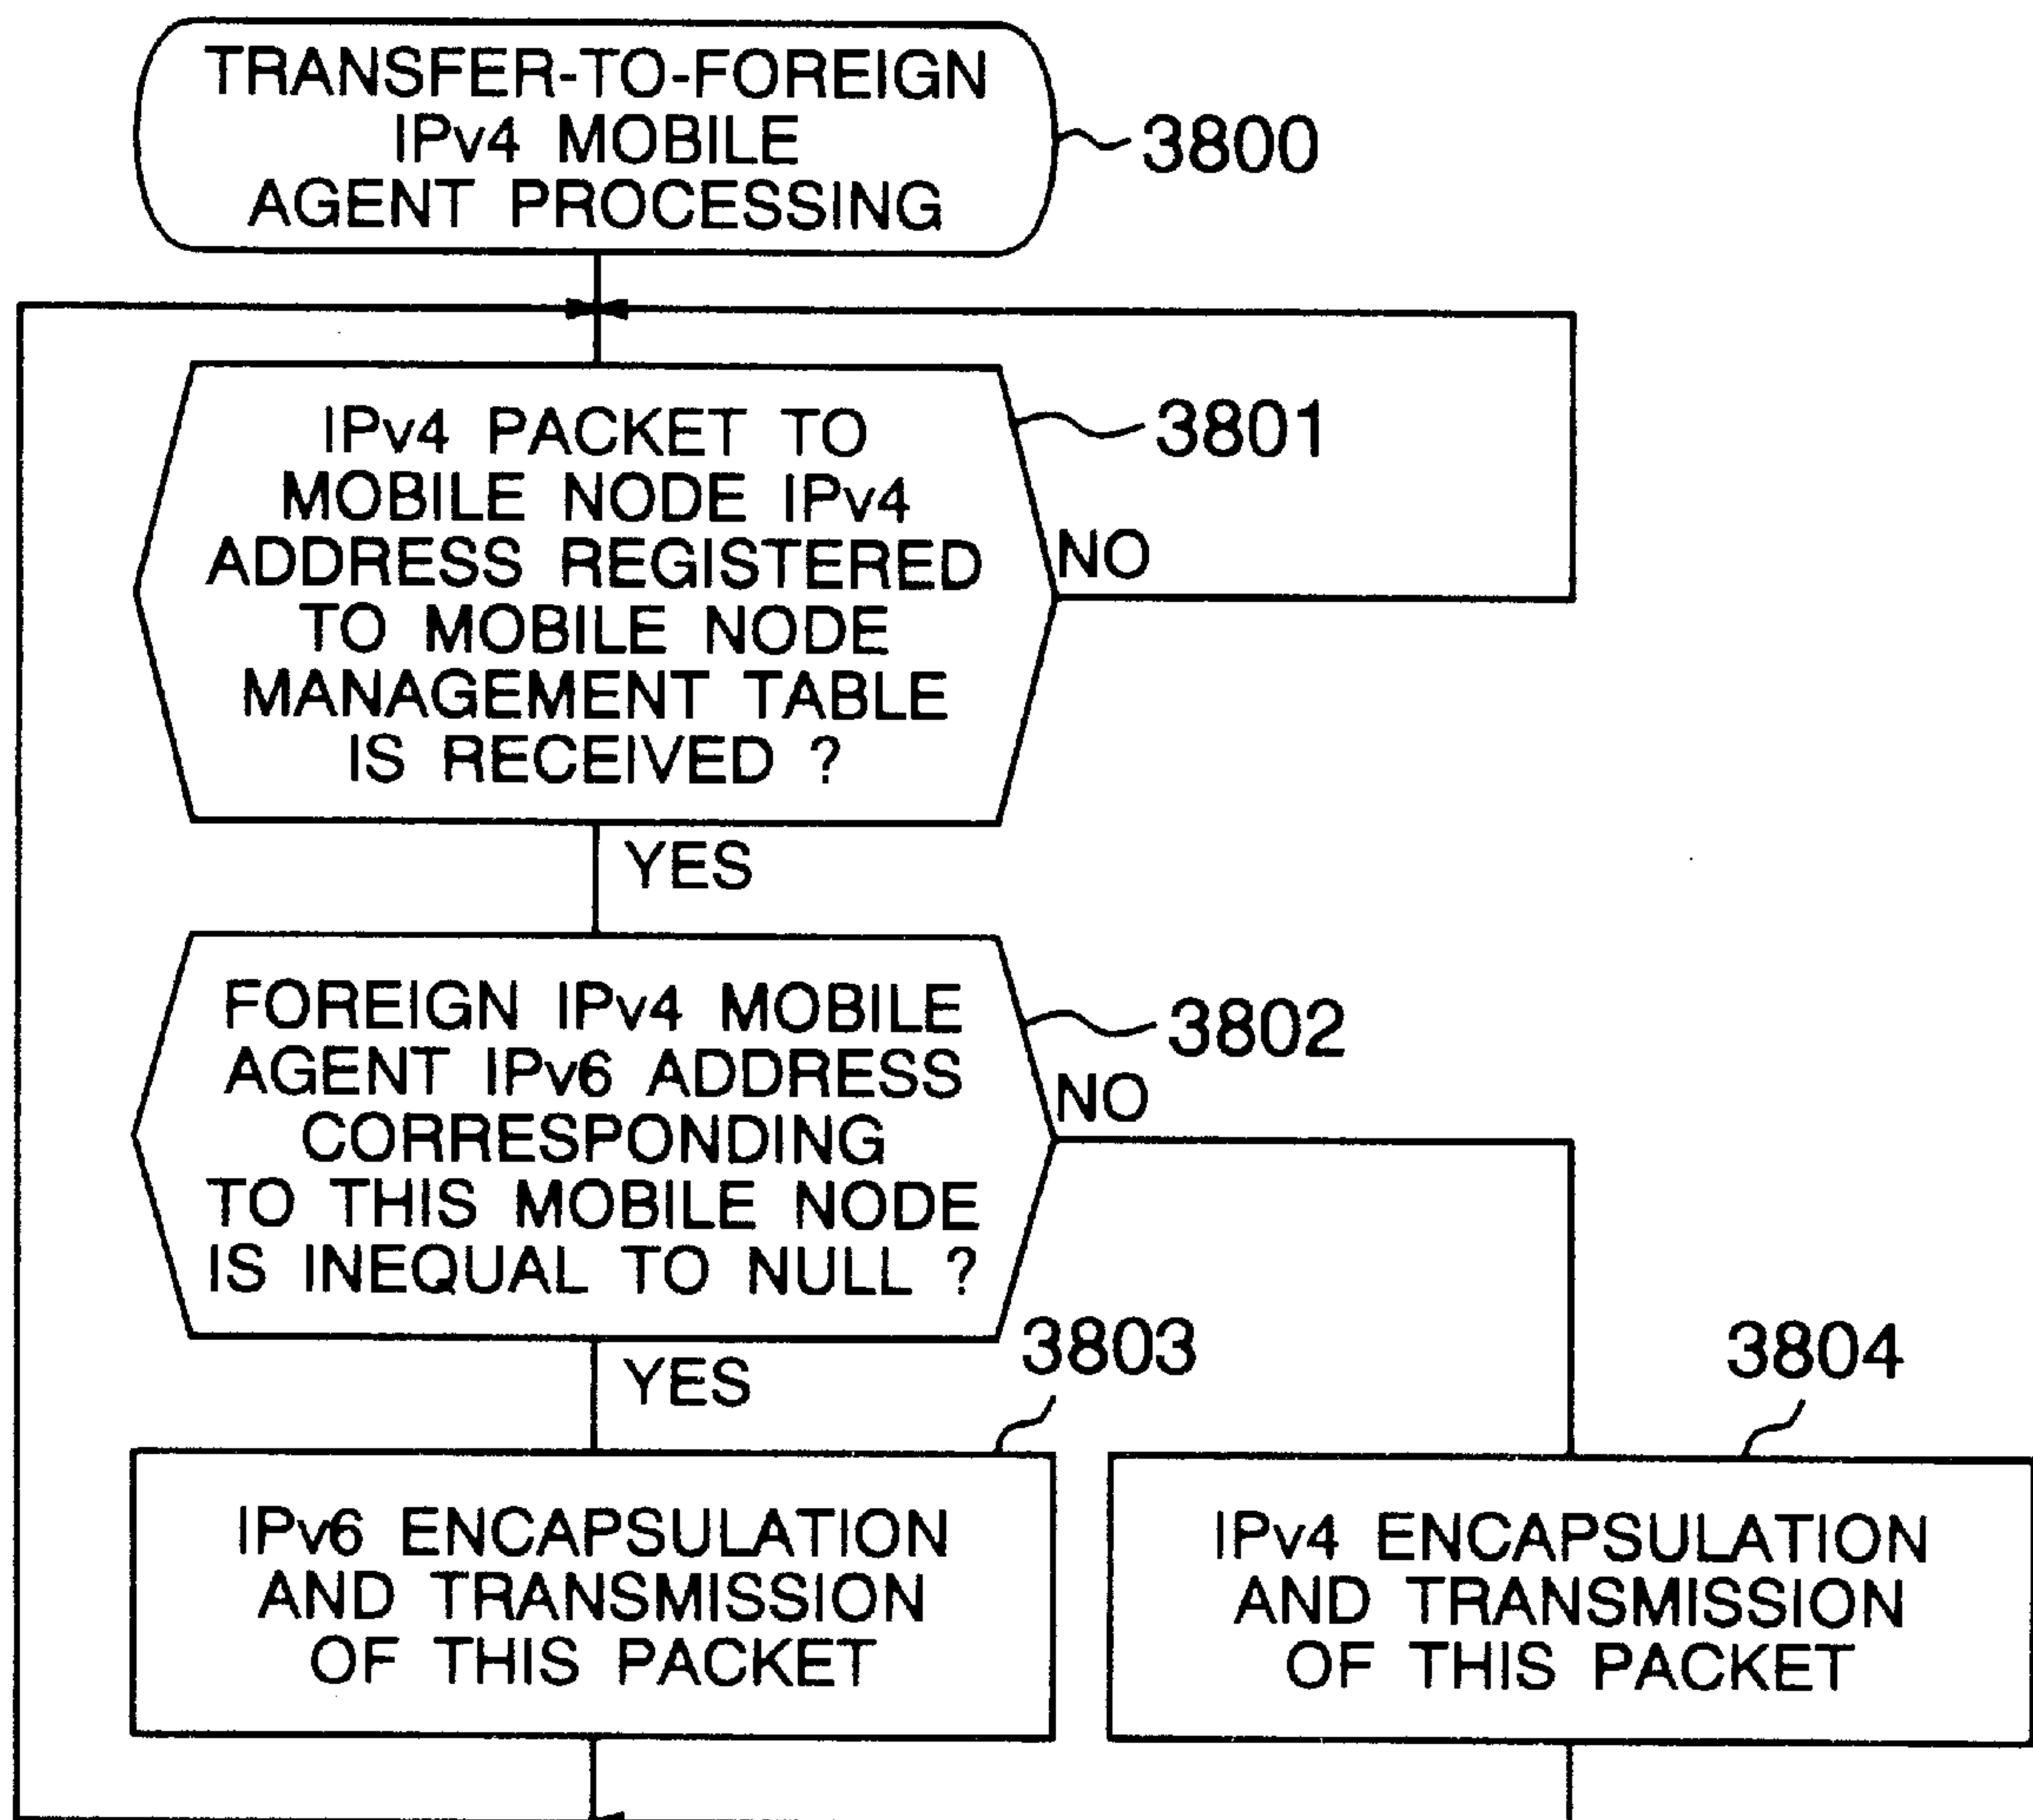 TRANSFER-TO-FOREIGN
IPv4 MOBILE
AGENT PROCESSING
3800
IPv4 PACKET TO
MOBILE NODE IPv4
ADDRESS REGISTERED
TO MOBILE NODE
MANAGEMENT TABLE
IS RECEIVED ?
3801
NO
YES
FOREIGN IPv4 MOBILE
AGENT IPv6 ADDRESS
CORRESPONDING
TO THIS MOBILE NODE
IS INEQUAL TO NULL ?
3802
NO
YES
3803
3804
IPv6 ENCAPSULATION
AND TRANSMISSION
OF THIS PACKET
IPv4 ENCAPSULATION
AND TRANSMISSION
OF THIS PACKET